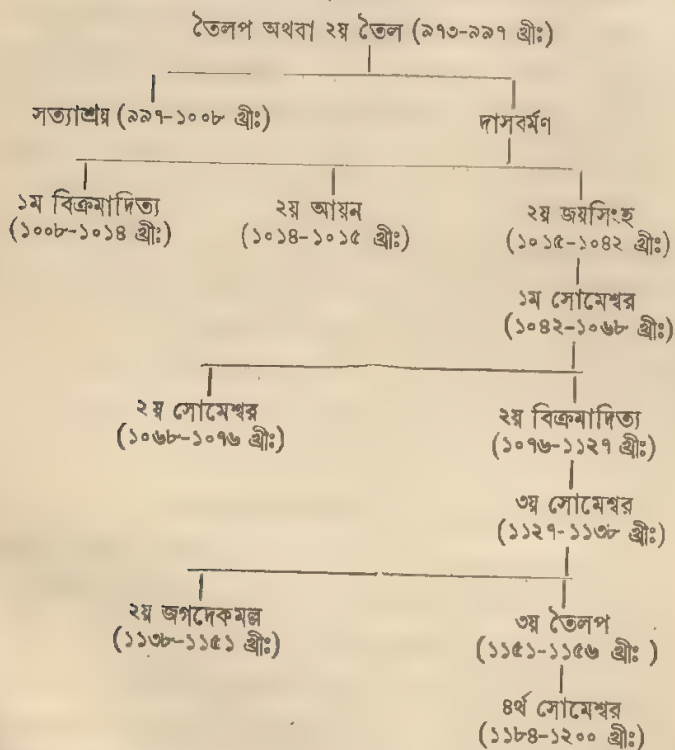 তৈলপ অথবা ২য় তৈল (৯৭৩-৯৯৭ খ্রীঃ)
সত্যাশ্রয় (৯৯৭-১০০৮ খ্রীঃ)
দাসবর্মণ
১ম বিক্রমাদিত্য
(১০০৮-১০১৪ খ্রীঃ)
২য় আয়ন
(১০১৪-১০১৫ খ্রীঃ)
২য় জয়সিংহ
(১০১৫-১০৪২ খ্রীঃ)
১ম সোমেশ্বর
(১০৪২-১০৬৮ খ্রীঃ)
২য় সোমেশ্বর
(১০৬৮-১০৭৬ খ্রীঃ)
২য় বিক্রমাদিত্য
(১০৭৬-১১২৭ খ্রীঃ)
৩য় সোমেশ্বর
(১১২৭-১১৩৮ খ্রীঃ)
২য় জগদেকমল্ল
(১১৩৮-১১৫১ খ্রীঃ)
৩য় তৈলপ
(১১৫১-১১৫৬ খ্রীঃ )
৪র্থ সোমেশ্বর
(১১৮৪-১২০০ খ্রীঃ)